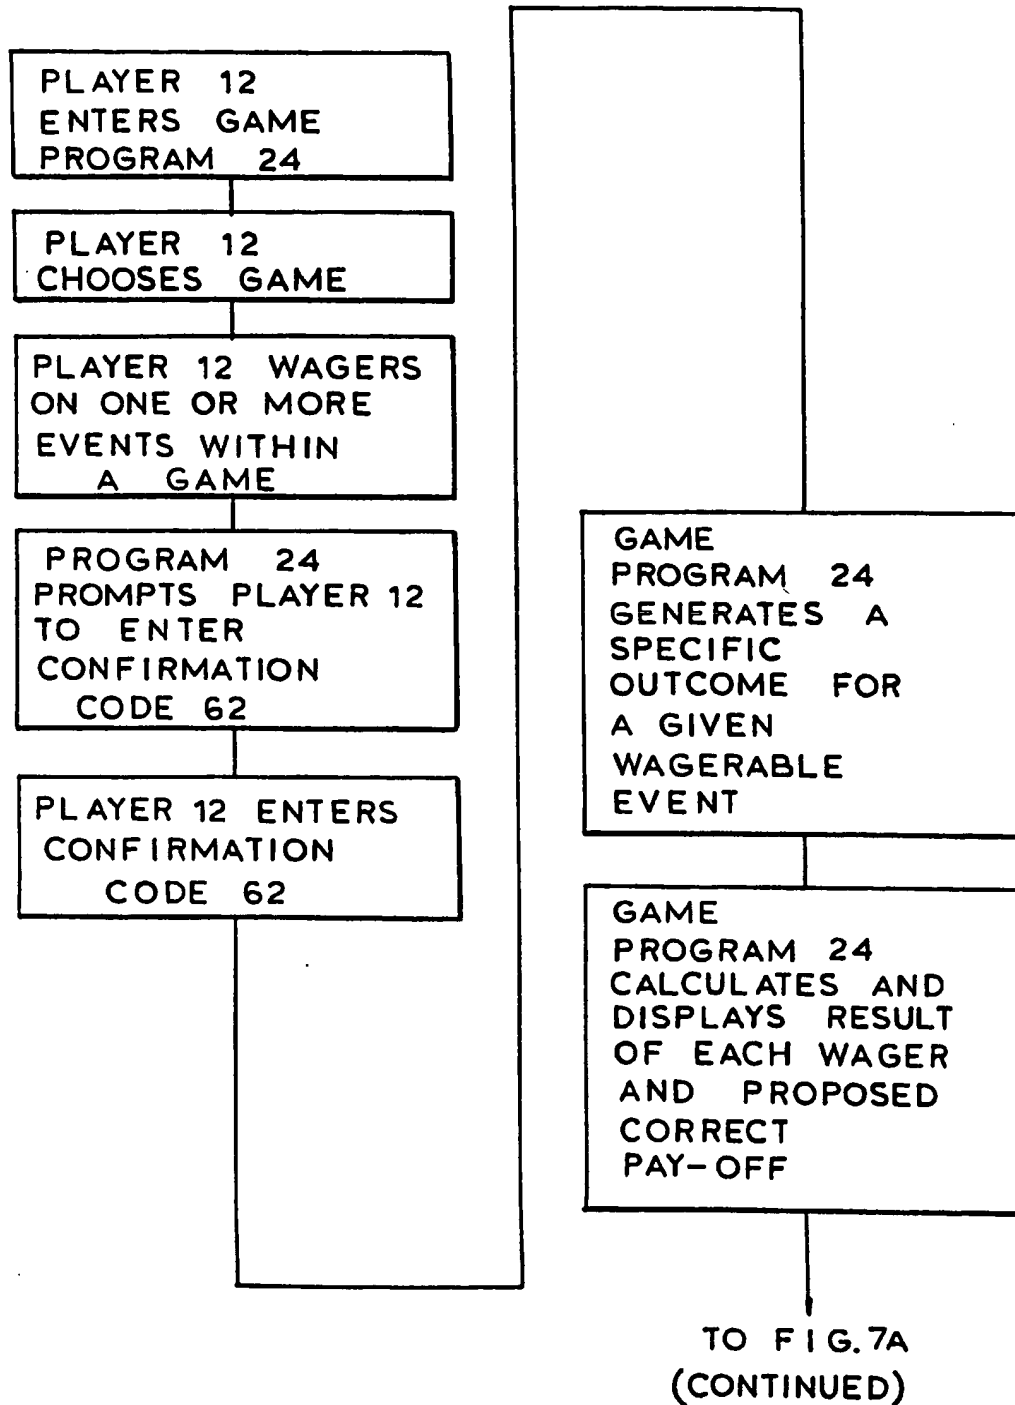 PLAYER 12
ENTERS GAME
PROGRAM 24
PLAYER 12
CHOOSES GAME
PLAYER 12 WAGERS
ON ONE OR MORE
EVENTS WITHIN
A GAME
PROGRAM 24
PROMPTS PLAYER 12
TO ENTER
CONFIRMATION
CODE 62
PLAYER 12 ENTERS
CONFIRMATION
CODE 62
GAME
PROGRAM 24
GENERATES A
SPECIFIC
OUTCOME FOR
A GIVEN
WAGERABLE
EVENT
GAME
PROGRAM 24
CALCULATES AND
DISPLAYS RESULT
OF EACH WAGER
AND PROPOSED
CORRECT
PAY-OFF
TO FIG.7A
(CONTINUED)